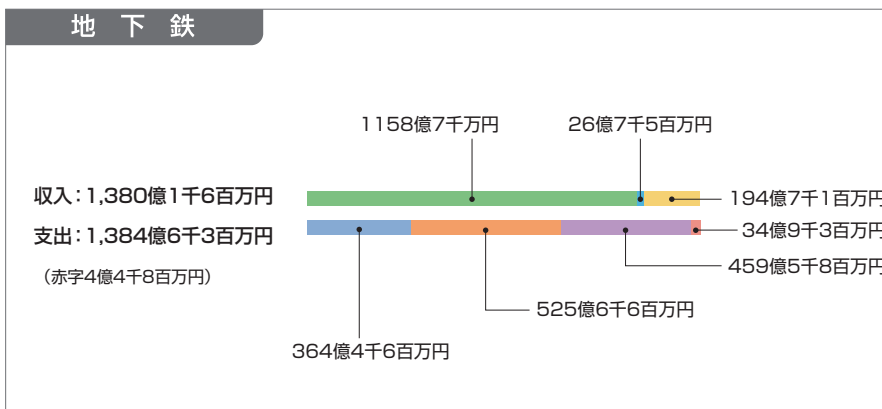 地下鉄
1158億7千万円
26億7千5百万円
収入：1,380億1千6百万円
194億7千1百万円
支出：1,384億6千3百万円
34億9千3百万円
（赤字4億4千8百万円）
459億5千8百万円
525億6千6百万円
364億4千6百万円